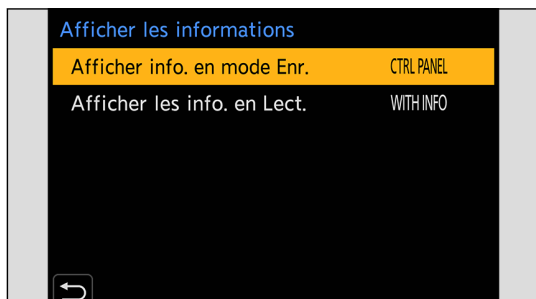 Afficher les informations
Afficher info. en mode Enr. CTRL PANEL
Afficher les info. en Lect. WITH INFO